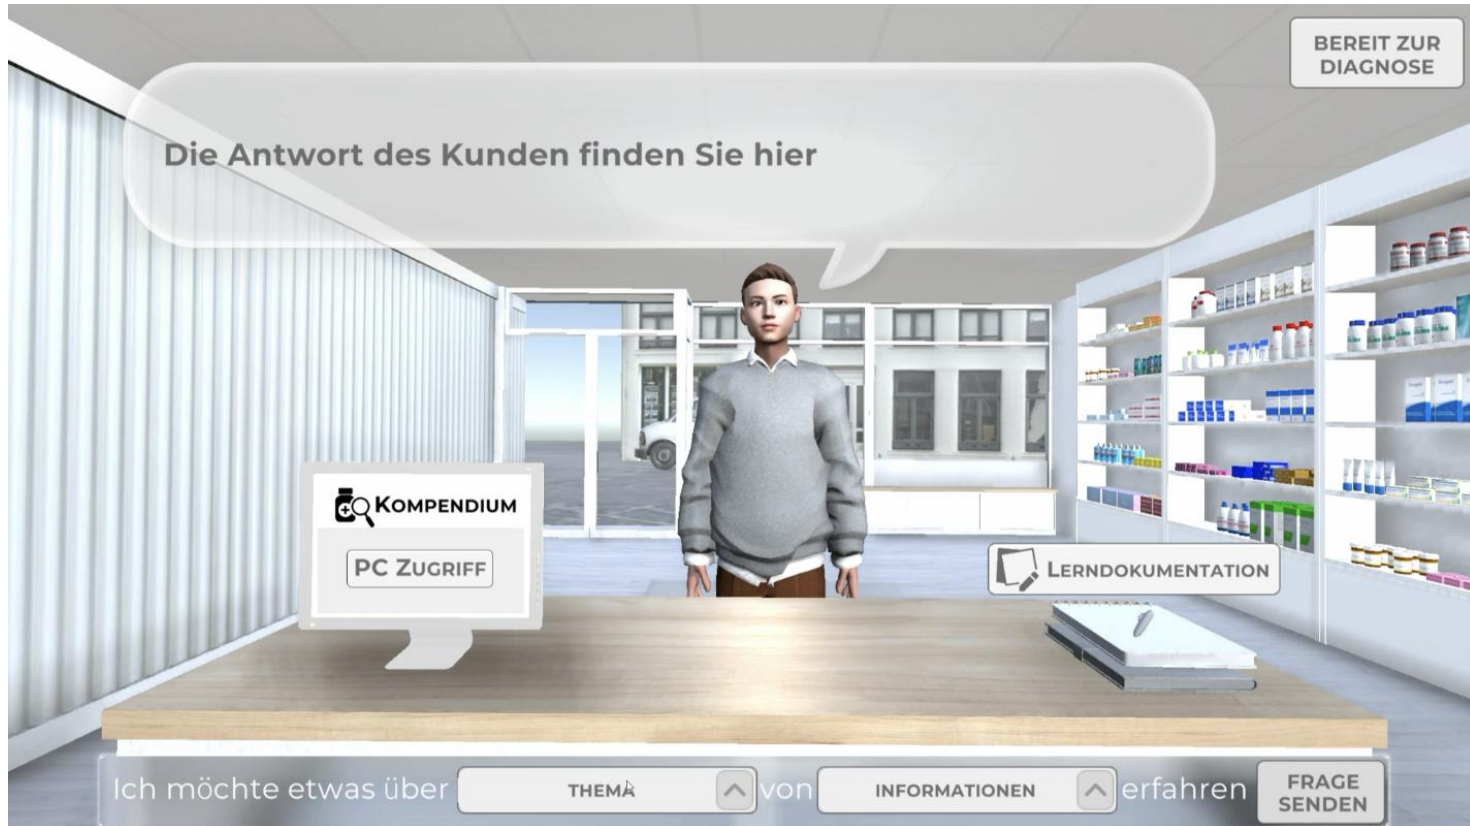 BEREIT ZUR
DIAGNOSE
Die Antwort des Kunden finden Sie hier
KOMPENDIUM
PC ZUGRIFF
LERNDOKUMENTATION
Ich möchte etwas über THEMA von INFORMATIONEN erfahren
FRAGE
SENDEN